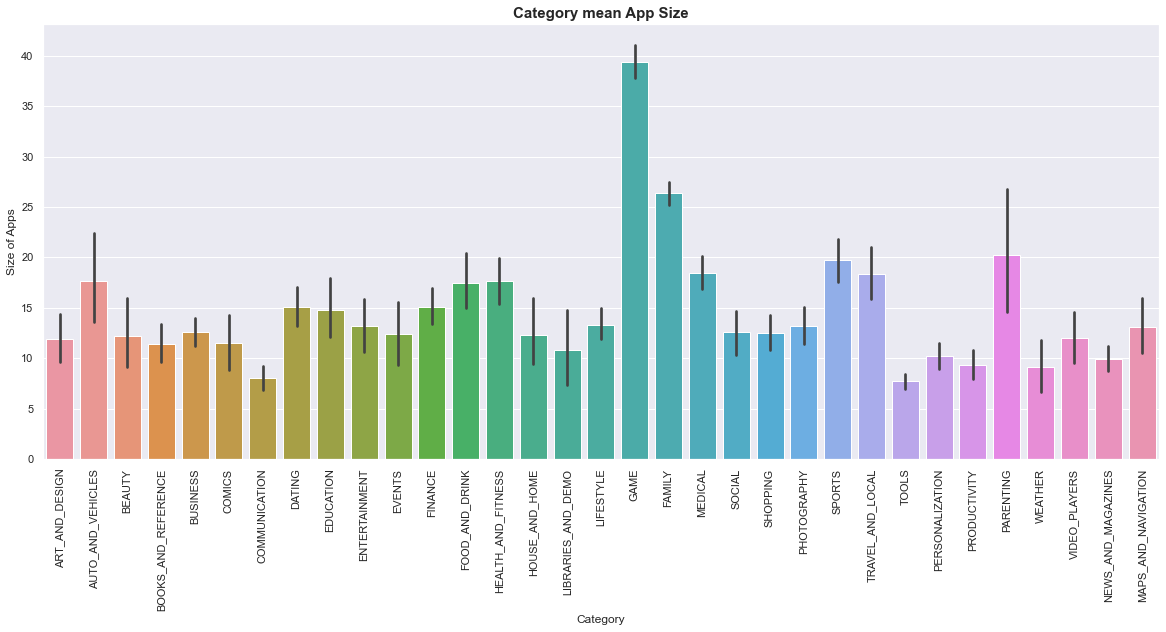 Category mean App Size
Size of Apps
40
35
30
25
20
15
10
5
0
ART_AND_DESIGN
AUTO_AND_VEHICLES
BEAUTY
BOOKS_AND_REFERENCE
BUSINESS
COMICS
COMMUNICATION
DATING
EDUCATION
ENTERTAINMENT
EVENTS
FINANCE
FOOD_AND_DRINK
HEALTH_AND_FITNESS
HOUSE_AND_HOME
LIBRARIES_AND_DEMO
LIFESTYLE
GAME
FAMILY
MEDICAL
SOCIAL
SHOPPING
PHOTOGRAPHY
SPORTS
TRAVEL_AND_LOCAL
TOOLS
PERSONALIZATION
PRODUCTIVITY
PARENTING
WEATHER
VIDEO_PLAYERS
NEWS_AND_MAGAZINES
MAPS_AND_NAVIGATION
Category